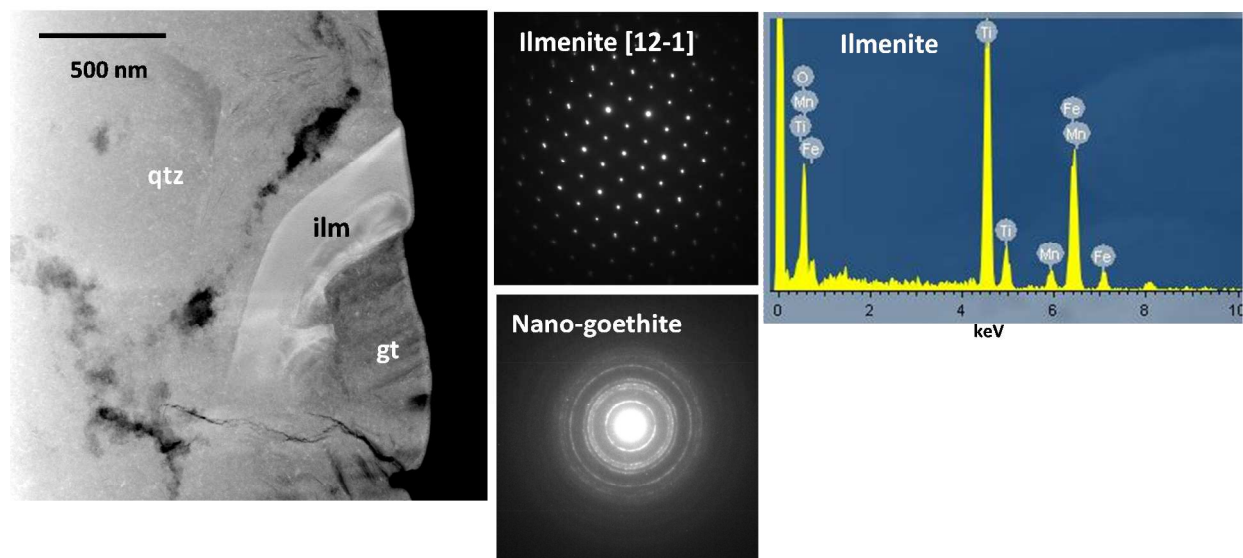 500 nm
qtz
ilm
gt
Ilmenite [12-1]
Nano-goethite
Ilmenite
Ti
O
Mn
Ti
Fe
Fe
Mn
Ti
Mn
Fe
0 2 4 6 8 10
keV